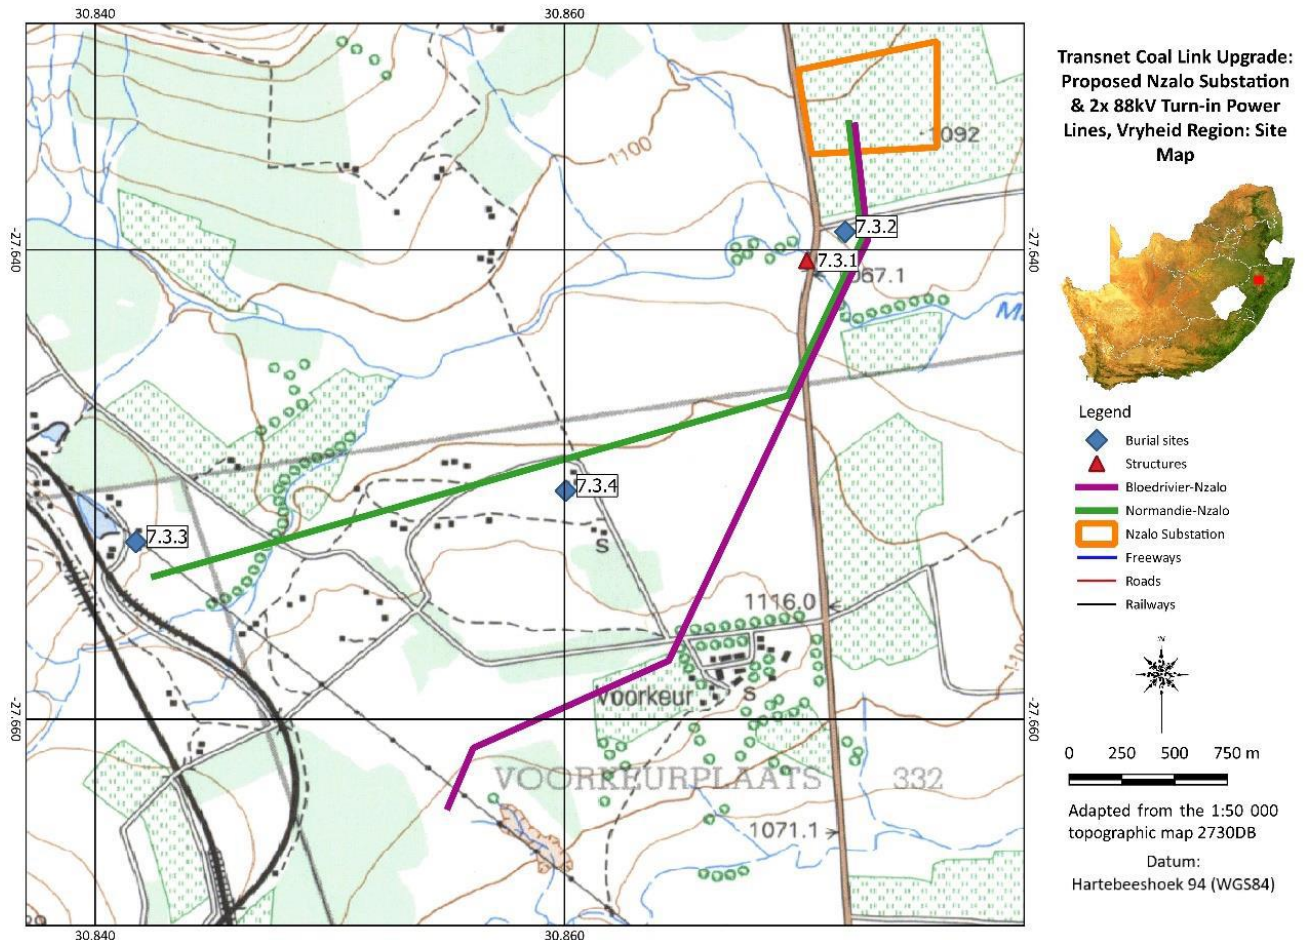 30.840
30.860
Transnet Coal Link Upgrade:
Proposed Nzalo Substation
& 2x 88kV Turn-in Power
Lines, Vryheid Region: Site
Map
1100
1092
7.3.2
-27.640
-27.640
7.3.1
067.1
7.3.4
7.3.3
S
1116.0
Voorkeur
S
-27.660
-27.660
VOORKEURPLAATS 332
1071.1
Legend
Burial sites
Structures
Bloedrivier-Nzalo
Normandie-Nzalo
Nzalo Substation
Freeways
Roads
Railways
0 250 500 750 m
Adapted from the 1:50 000
topographic map 2730DB
Datum:
Hartebeeshoek 94 (WGS84)
30.840
30.860